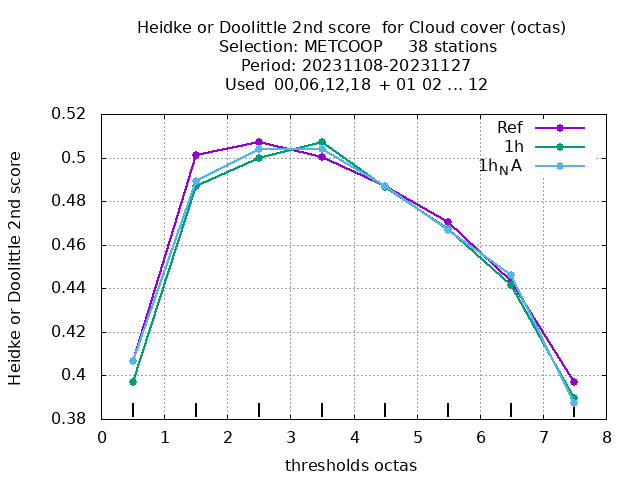 Heidke or Doolittle 2nd score  for Cloud cover (octas)
Selection: METCOOP     38 stations
Period: 20231108-20231127
Used  00,06,12,18 + 01 02 ... 12
Heidke or Doolittle 2nd score
0.52
0.5
0.48
0.46
0.44
0.42
0.4
0.38
Ref
1h
1hNA
0 1 2 3 4 5 6 7 8
thresholds octas